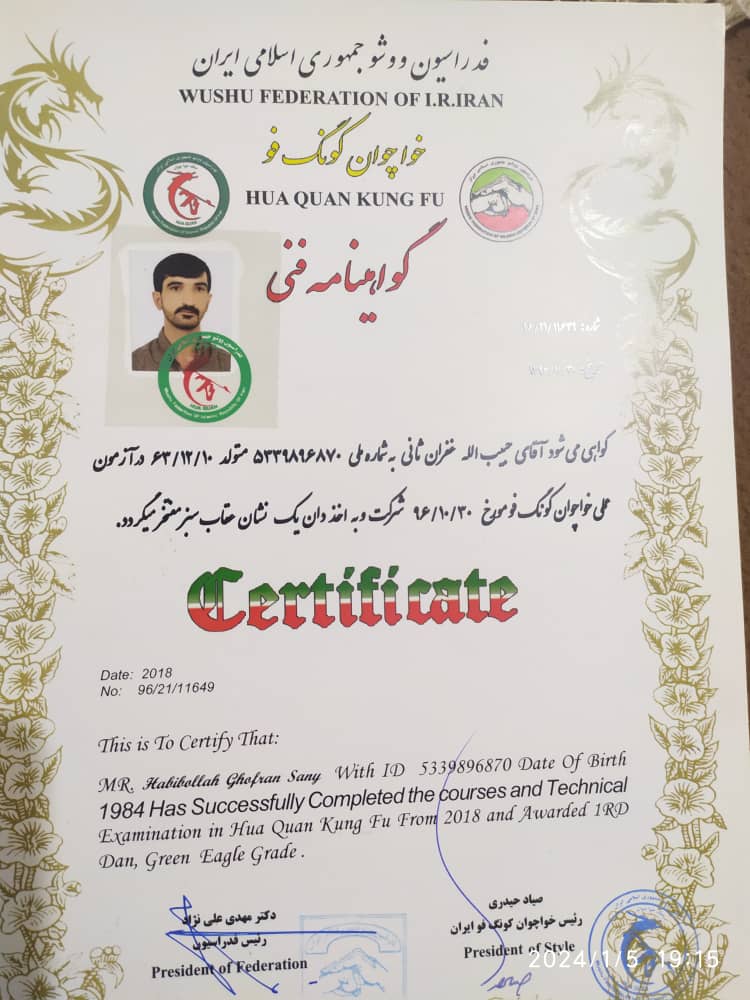 فدراسیون ووشو جمهوری اسلامی ایران
WUSHU FEDERATION OF I.R.IRAN
خواچوان کونگ فو
HUA QUAN KUNG FU
گواهینامه فنی
شماره:
تاریخ:
گواهی می شود آقای حبیب الله غفران ثانی به شماره ملی ۵۳۳۹۸۹۶۸۷۰ متولد ۶۳/۱۲/۱۰ در آزمون
ملی خواچوان کونگ فو مورخ ۹۶/۱۰/۳۰ شرکت و به اخذ دان یک نشان عقاب سبز مفتخر میگردد.
Certificate
Date: 2018
No: 96/21/11649
This is To Certify That:
MR. Habibollah Ghofran Sany With ID 5339896870 Date Of Birth
1984 Has Successfully Completed the courses and Technical
Examination in Hua Quan Kung Fu From 2018 and Awarded 1RD
Dan, Green Eagle Grade .
دکتر مهدی علی نژاد
رئیس فدراسیون
President of Federation
صیاد حیدری
رئیس خواچوان کونگ فو ایران
President of Style
2024/1/5 19:15